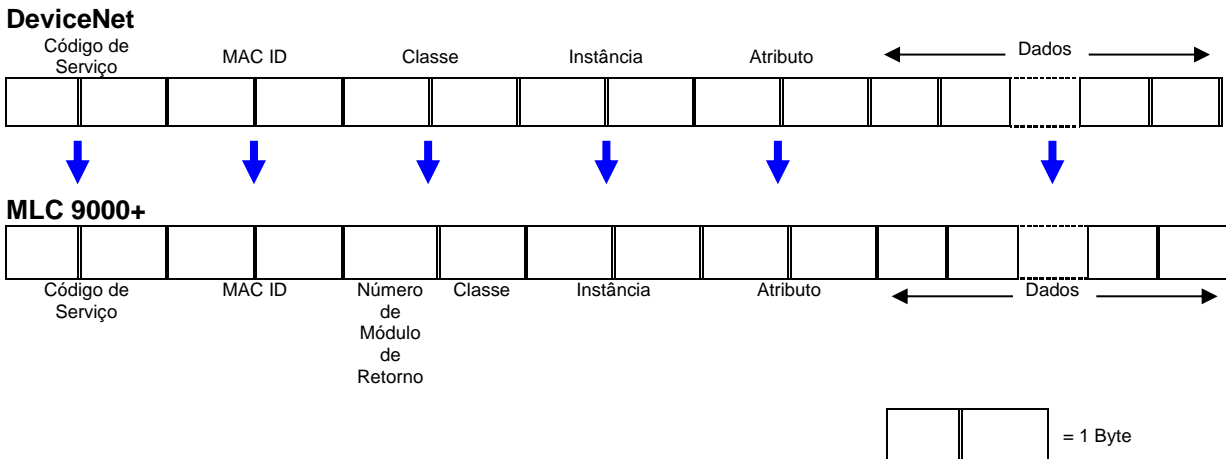 DeviceNet
Código de
Serviço
MAC ID
Classe
Instância
Atributo
Dados
MLC 9000+
Código de
Serviço
MAC ID
Número
de
Módulo
de
Retorno
Classe
Instância
Atributo
Dados
= 1 Byte